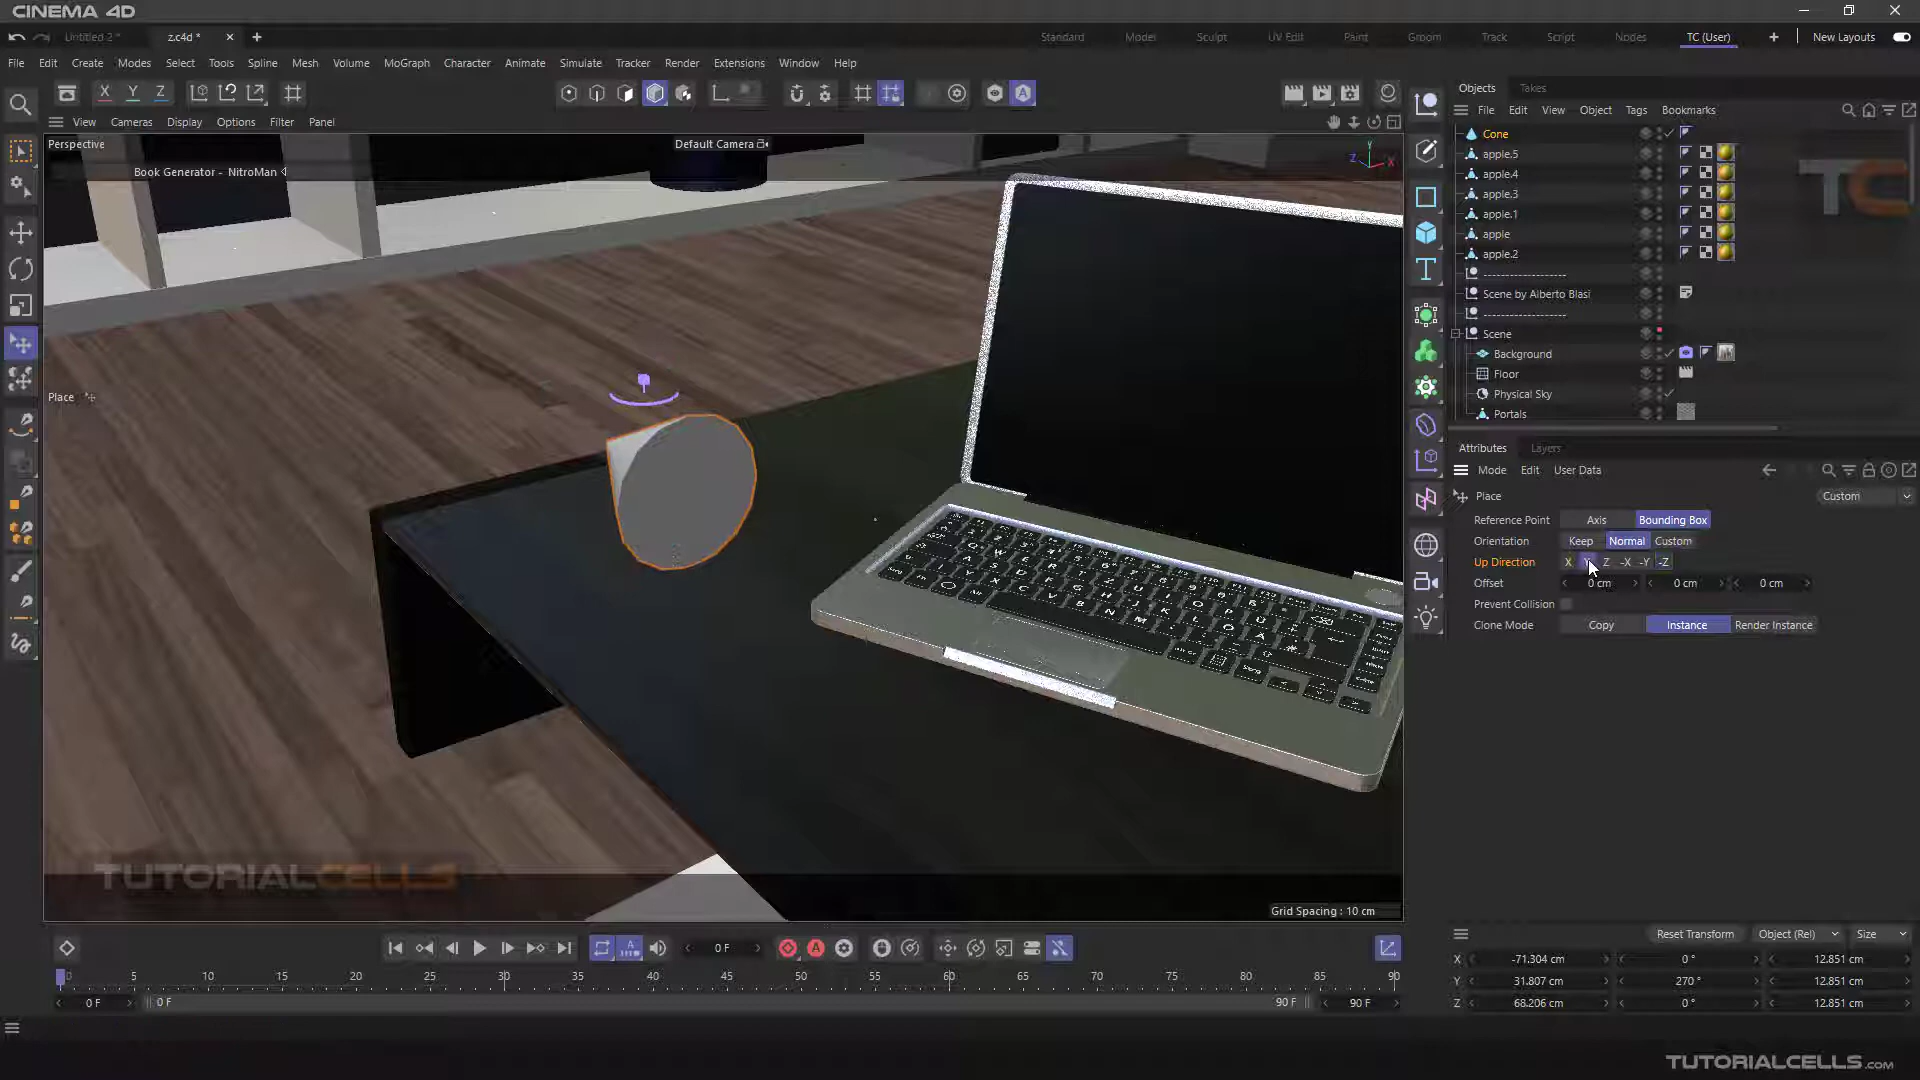 CINEMA 4D
Untitled 2 *
z.c4d *
Standard
Model
Sculpt
UV Edit
Paint
Groom
Track
Script
Nodes
TC (User)
New Layouts
File Edit Create Modes Select Tools Spline Mesh Volume MoGraph Character Animate Simulate Tracker Render Extensions Window Help
X Y Z
View Cameras Display Options Filter Panel
Perspective
Default Camera
Book Generator - NitroMan
Y
Z
X
Place
TUTORIALCELLS
Grid Spacing : 10 cm
Objects Takes
File Edit View Object Tags Bookmarks
Cone
apple.5
apple.4
apple.3
apple.1
apple
apple.2
-------------------
Scene by Alberto Blasi
-------------------
Scene
Background
Floor
Physical Sky
Portals
TC
Attributes Layers
Mode Edit User Data
Place
Custom
Reference Point Axis Bounding Box
Orientation Keep Normal Custom
Up Direction X Y Z -X -Y -Z
Offset 0 cm 0 cm 0 cm
Prevent Collision
Clone Mode Copy Instance Render Instance
0 F
0 5 10 15 20 25 30 35 40 45 50 55 60 65 70 75 80 85 90
0 F 0 F 90 F 90 F
Reset Transform Object (Rel) Size
X -71.304 cm 0 ° 12.851 cm
Y 31.807 cm 270 ° 12.851 cm
Z 68.206 cm 0 ° 12.851 cm
TUTORIALCELLS.com